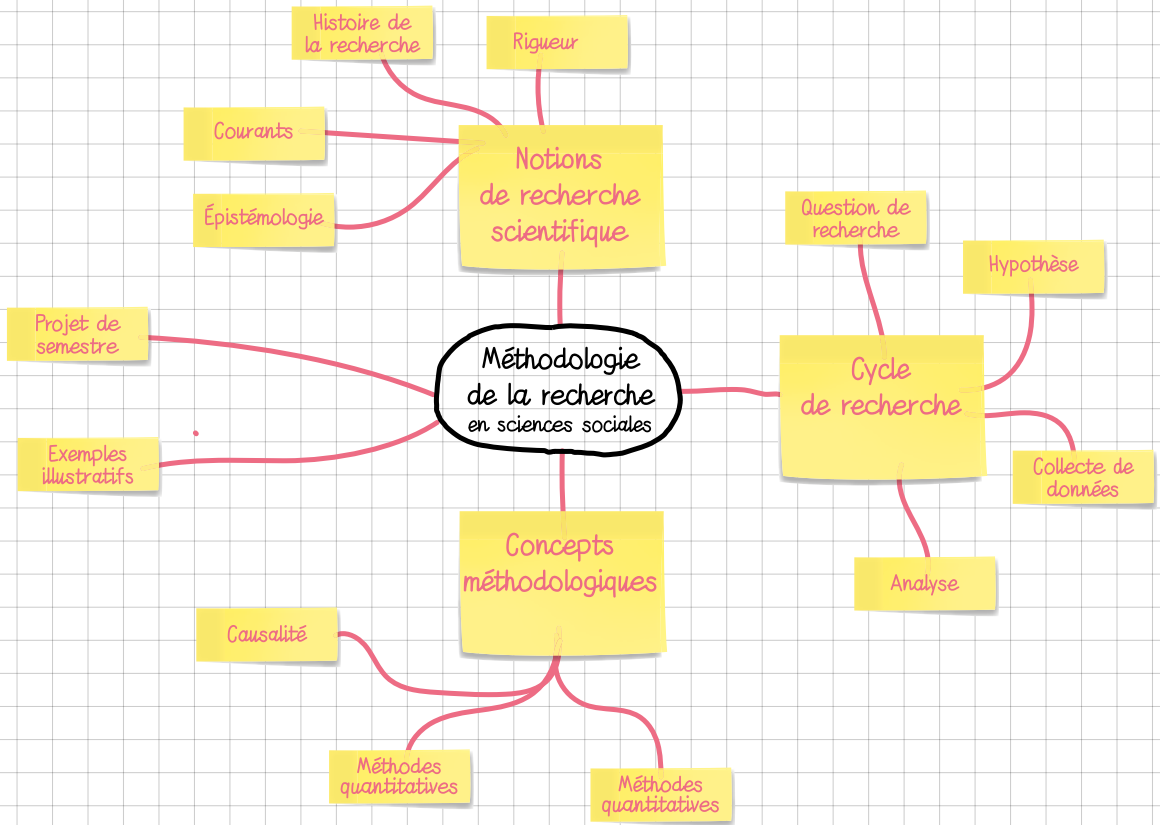 Histoire de
la recherche
Rigueur
Courants
Épistémologie
Notions
de recherche
scientifique
Question de
recherche
Hypothèse
Projet de
semestre
Méthodologie
de la recherche
en sciences sociales
Cycle
de recherche
Exemples
illustratifs
Collecte de
données
Analyse
Concepts
méthodologiques
Causalité
Méthodes
quantitatives
Méthodes
quantitatives